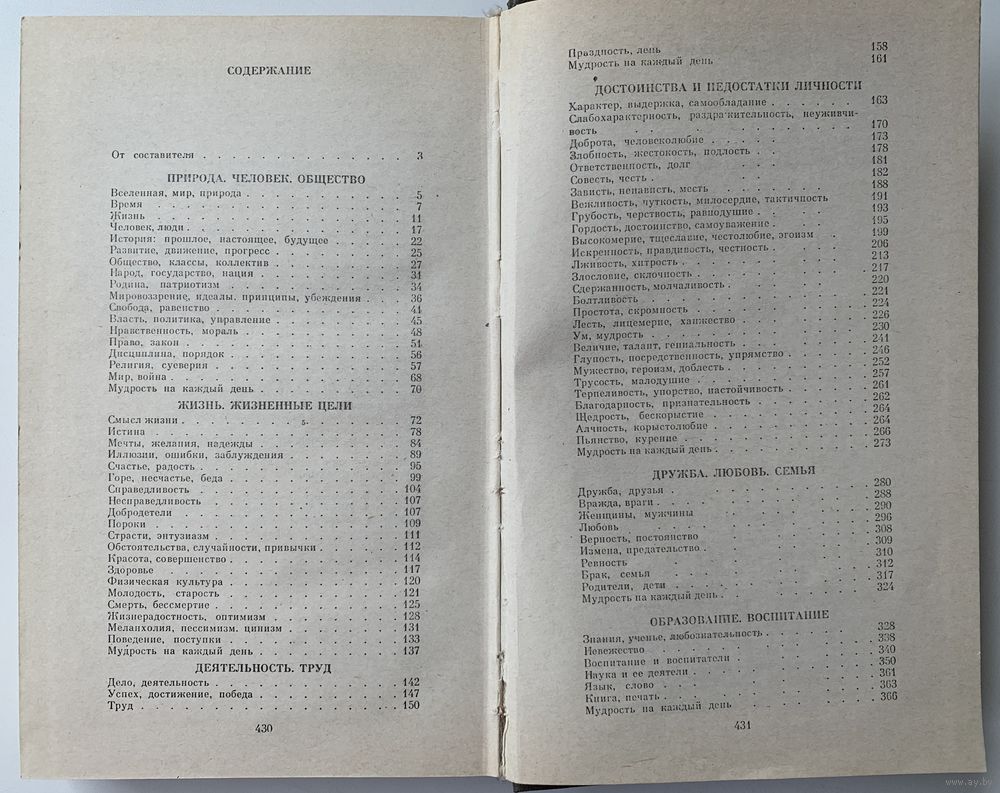 СОДЕРЖАНИЕ
От составителя . . . . . . . . . . . . . . 3
ПРИРОДА. ЧЕЛОВЕК. ОБЩЕСТВО
Вселенная, мир, природа . . . . . . . . . . 5
Время . . . . . . . . . . 7
Жизнь . . . . . . . . . . 11
Человек, люди . . . . . . . . . . 17
История: прошлое, настоящее, будущее . . . . . 22
Развитие, движение, прогресс . . . . . . . . 25
Общество, классы, коллектив . . . . . . . . 27
Народ, государство, нация . . . . . . . . 31
Родина, патриотизм . . . . . . . . 34
Мировоззрение, идеалы, принципы, убеждения . . 36
Свобода, равенство . . . . . . . . 41
Власть, политика, управление . . . . . . . . 45
Нравственность, мораль . . . . . . . . 48
Право, закон . . . . . . . . 51
Дисциплина, порядок . . . . . . . . 56
Религия, суеверия . . . . . . . . 57
Мир, война . . . . . . . . 68
Мудрость на каждый день . . . . . . . . 70
ЖИЗНЬ. ЖИЗНЕННЫЕ ЦЕЛИ
Смысл жизни . . . . . . . . 72
Истина . . . . . . . . 78
Мечты, желания, надежды . . . . . . . . 84
Иллюзии, ошибки, заблуждения . . . . . . . . 89
Счастье, радость . . . . . . . . 95
Горе, несчастье, беда . . . . . . . . 99
Справедливость . . . . . . . . 104
Несправедливость . . . . . . . . 107
Добродетели . . . . . . . . 107
Пороки . . . . . . . . 109
Страсти, энтузиазм . . . . . . . . 111
Обстоятельства, случайности, привычки . . . . . . 112
Красота, совершенство . . . . . . . . 114
Здоровье . . . . . . . . 117
Физическая культура . . . . . . . . 120
Молодость, старость . . . . . . . . 121
Смерть, бессмертие . . . . . . . . 125
Жизнерадостность, оптимизм . . . . . . . . 128
Меланхолия, пессимизм, цинизм . . . . . . . . 131
Поведение, поступки . . . . . . . . 133
Мудрость на каждый день . . . . . . . . 137
ДЕЯТЕЛЬНОСТЬ. ТРУД
Дело, деятельность . . . . . . . . 142
Успех, достижение, победа . . . . . . . . 147
Труд . . . . . . . . 150
430
Праздность, лень 158
Мудрость на каждый день 161
ДОСТОИНСТВА И НЕДОСТАТКИ ЛИЧНОСТИ
Характер, выдержка, самообладание . . . . . . 163
Слабохарактерность, раздражительность, неуживчи-
вость . . . . . . . . 170
Доброта, человеколюбие . . . . . 173
Злобность, жестокость, подлость . . 178
Ответственность, долг . . . 181
Совесть, честь . . . . 182
Зависть, ненависть, месть . . . . . . . 188
Вежливость, чуткость, милосердие, тактичность 191
Грубость, черствость, равнодушие . . . . 193
Гордость, достоинство, самоуважение . . . . 195
Высокомерие, тщеславие, честолюбие, эгоизм . . 199
Искренность, правдивость, честность . . . . . 206
Лживость, хитрость . . . . . . . . 213
Злословие, склочность . . . . . . . . 217
Сдержанность, молчаливость . . . . . . . . 220
Болтливость . . . . . . . . 221
Простота, скромность . . . . . . . . 224
Лесть, лицемерие, ханжество . . . . . . . . 226
Ум, мудрость . . . . . . . . 230
Величие, талант, гениальность . . . . . . . . 241
Глупость, посредственность, упрямство . . . . . 246
Мужество, героизм, доблесть . . . . . . . . 252
Трусость, малодушие . . . . . . . . 257
Терпеливость, упорство, настойчивость . . . . . 261
Благодарность, признательность . . . . . . . 262
Щедрость, бескорыстие . . . . . . . . 264
Алчность, корыстолюбие . . . . . . . . 264
Пьянство, курение . . . . . . . . 266
Мудрость на каждый день . . . . . . . . 273
ДРУЖБА. ЛЮБОВЬ. СЕМЬЯ
Дружба, друзья . . . . . . . . 280
Вражда, враги . . . . . . . . 288
Женщины, мужчины . . . . . . . . 290
Любовь . . . . . . . . 296
Верность, постоянство . . . . . . . . 308
Измена, предательство . . . . . . . . 309
Ревность . . . . . . . . 310
Брак, семья . . . . . . . . 312
Родители, дети . . . . . . . . 317
Мудрость на каждый день . . . . . . . . 324
ОБРАЗОВАНИЕ. ВОСПИТАНИЕ
Знания, ученье, любознательность . . . . . . . 328
Невежество . . . . . . . . 338
Воспитание и воспитатели . . . . . . . . 340
Наука и ее деятели . . . . . . . . 350
Язык, слово . . . . . . . . 361
Книга, печать . . . . . . . . 363
Мудрость на каждый день . . . . . . . . 366
431
www.ay.by